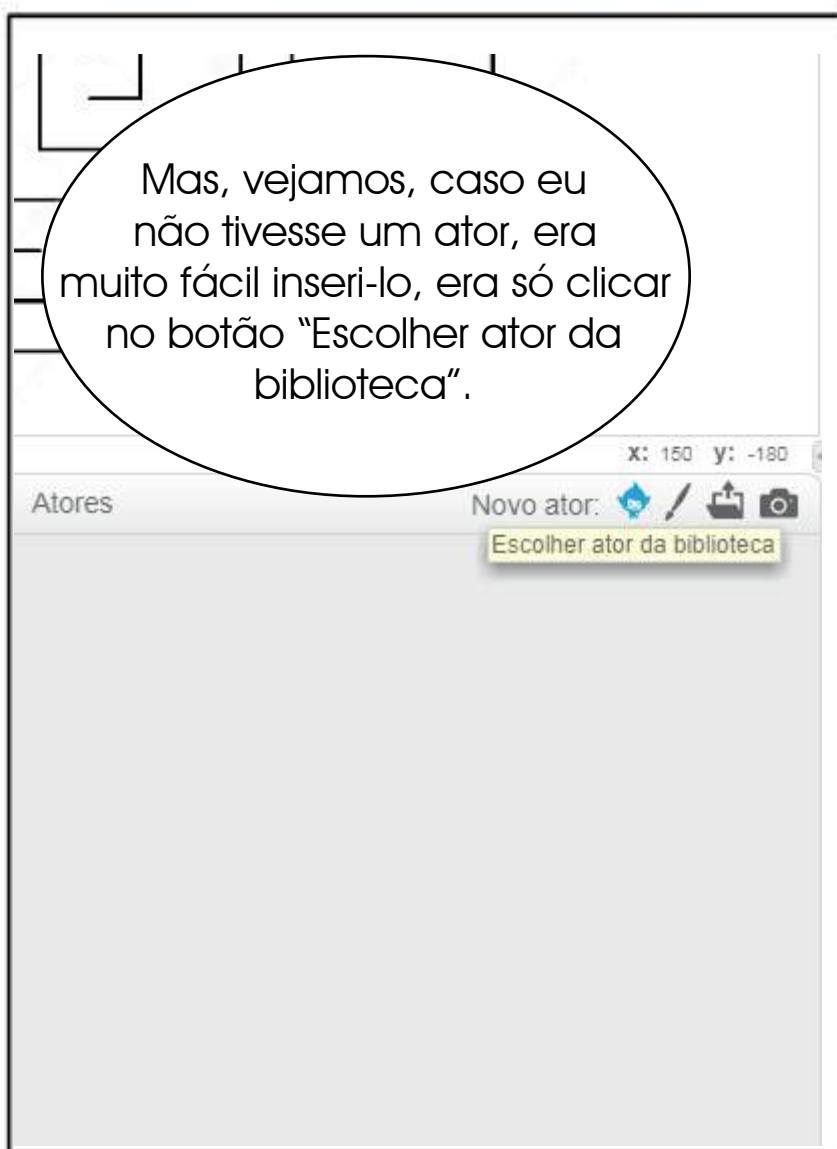 Mas, vejamos, caso eu
não tivesse um ator, era
muito fácil inseri-lo, era só clicar
no botão “Escolher ator da
biblioteca”.
x: 150 y: -180
Atores Novo ator:
Escolher ator da biblioteca